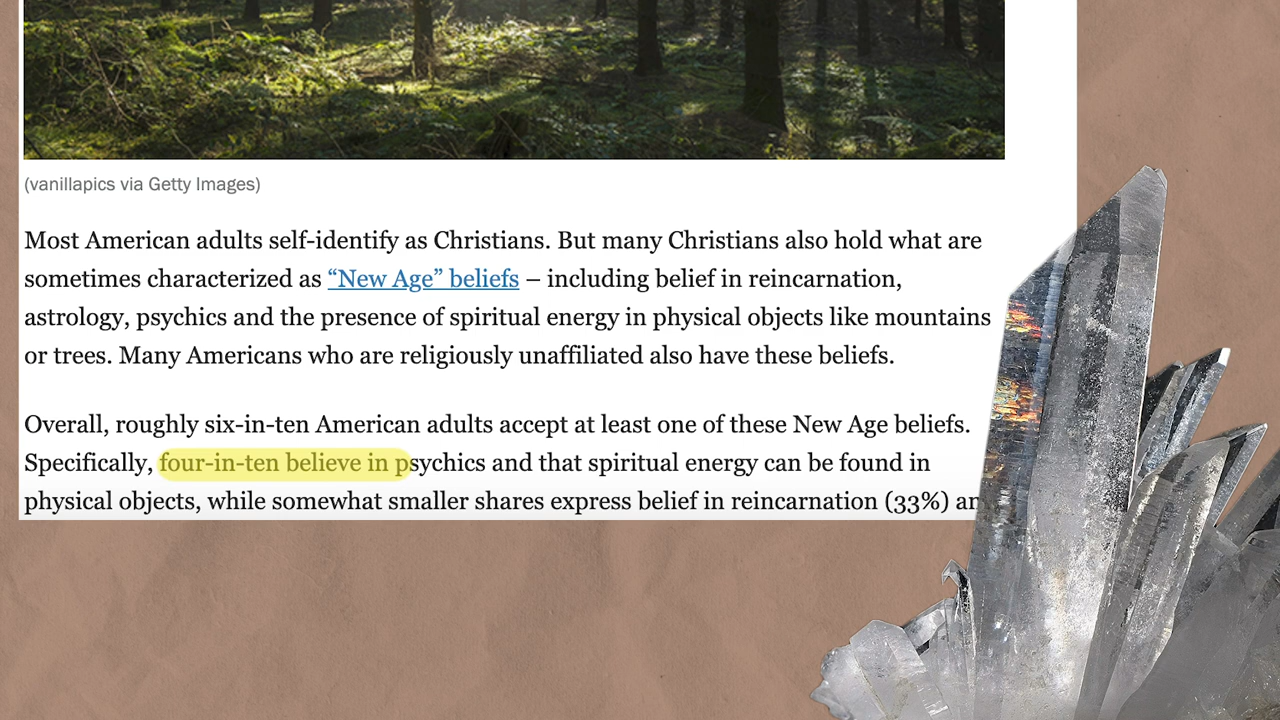 (vanillapics via Getty Images)
Most American adults self-identify as Christians. But many Christians also hold what are
sometimes characterized as “New Age” beliefs – including belief in reincarnation,
astrology, psychics and the presence of spiritual energy in physical objects like mountains
or trees. Many Americans who are religiously unaffiliated also have these beliefs.
Overall, roughly six-in-ten American adults accept at least one of these New Age beliefs.
Specifically, four-in-ten believe in psychics and that spiritual energy can be found in
physical objects, while somewhat smaller shares express belief in reincarnation (33%)